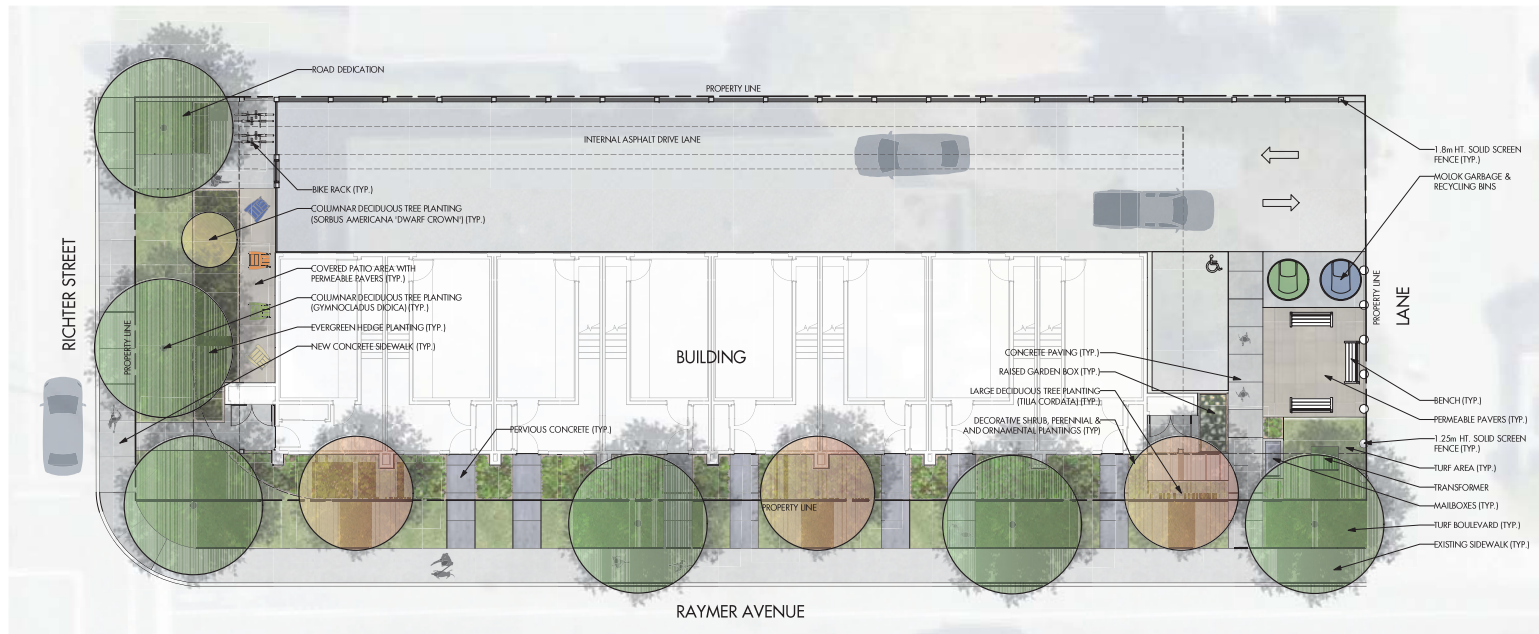 ROAD DEDICATION
PROPERTY LINE
INTERNAL ASPHALT DRIVE LANE
BIKE RACK (TYP.)
COLUMNAR DECIDUOUS TREE PLANTING
(SORBUS AMERICANA 'DWARF CROWN') (TYP.)
COVERED PATIO AREA WITH
PERMEABLE PAVERS (TYP.)
COLUMNAR DECIDUOUS TREE PLANTING
(GYMNOCLADUS DIOICA) (TYP.)
EVERGREEN HEDGE PLANTING (TYP.)
NEW CONCRETE SIDEWALK (TYP.)
RICHTER STREET
PROPERTY LINE
BUILDING
PERVIOUS CONCRETE (TYP.)
CONCRETE PAVING (TYP.)
RAISED GARDEN BOX (TYP.)
LARGE DECIDUOUS TREE PLANTING
(TILIA CORDATA) (TYP.)
DECORATIVE SHRUB, PERENNIAL &
AND ORNAMENTAL PLANTINGS (TYP)
PROPERTY LINE
1.8m HT. SOLID SCREEN
FENCE (TYP.)
MOLOK GARBAGE &
RECYCLING BINS
PROPERTY LINE
LANE
BENCH (TYP.)
PERMEABLE PAVERS (TYP.)
1.25m HT. SOLID SCREEN
FENCE (TYP.)
TURF AREA (TYP.)
TRANSFORMER
MAILBOXES (TYP.)
TURF BOULEVARD (TYP.)
EXISTING SIDEWALK (TYP.)
RAYMER AVENUE